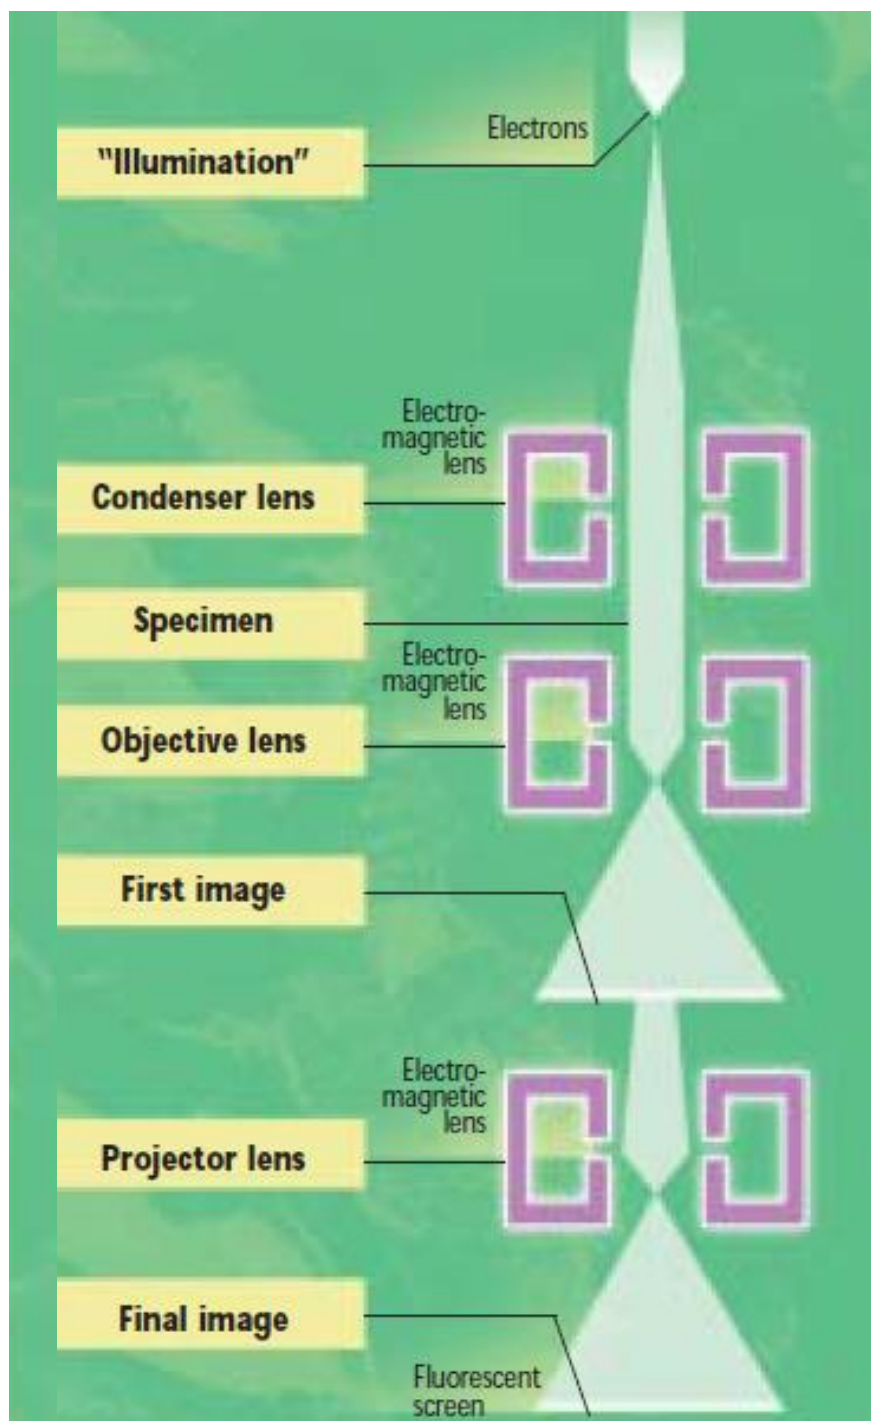 Electrons
“Illumination”
Electro-
magnetic
lens
Condenser lens
Specimen
Electro-
magnetic
lens
Objective lens
First image
Electro-
magnetic
lens
Projector lens
Final image
Fluorescent
screen